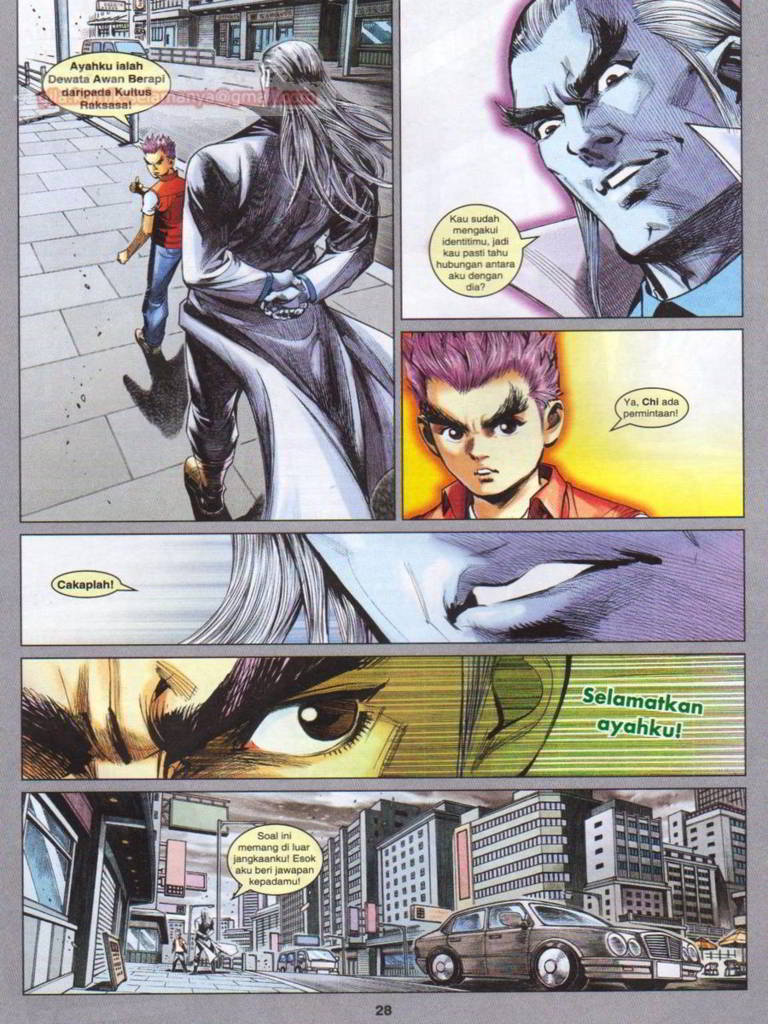 Ayahku ialah
Dewata Awan Berapi
daripada Kultus
Raksasa!
Kau sudah
mengakui
identitimu, jadi
kau pasti tahu
hubungan antara
aku dengan
dia?
Ya, Chi ada
permintaan!
Cakaplah!
Selamatkan
ayahku!
Soal ini
memang di luar
jangkaanku! Esok
aku beri jawapan
kepadamu!
28